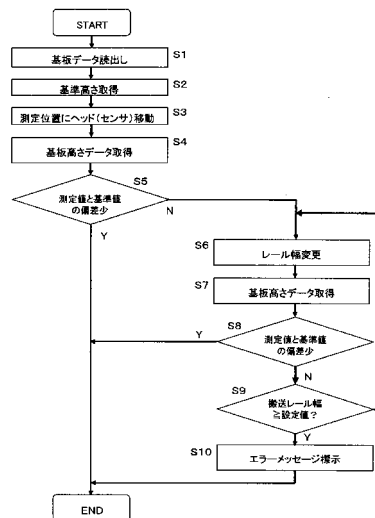 START
S1
基板データ読出し
S2
基準高さ取得
S3
測定位置にヘッド(センサ)移動
S4
基板高さデータ取得
S5
測定値と基準値
の偏差少
N
Y
S6
レール幅変更
S7
基板高さデータ取得
S8
測定値と基準値
の偏差少
Y
N
S9
搬送レール幅
≧設定値?
Y
S10
エラーメッセージ標示
END